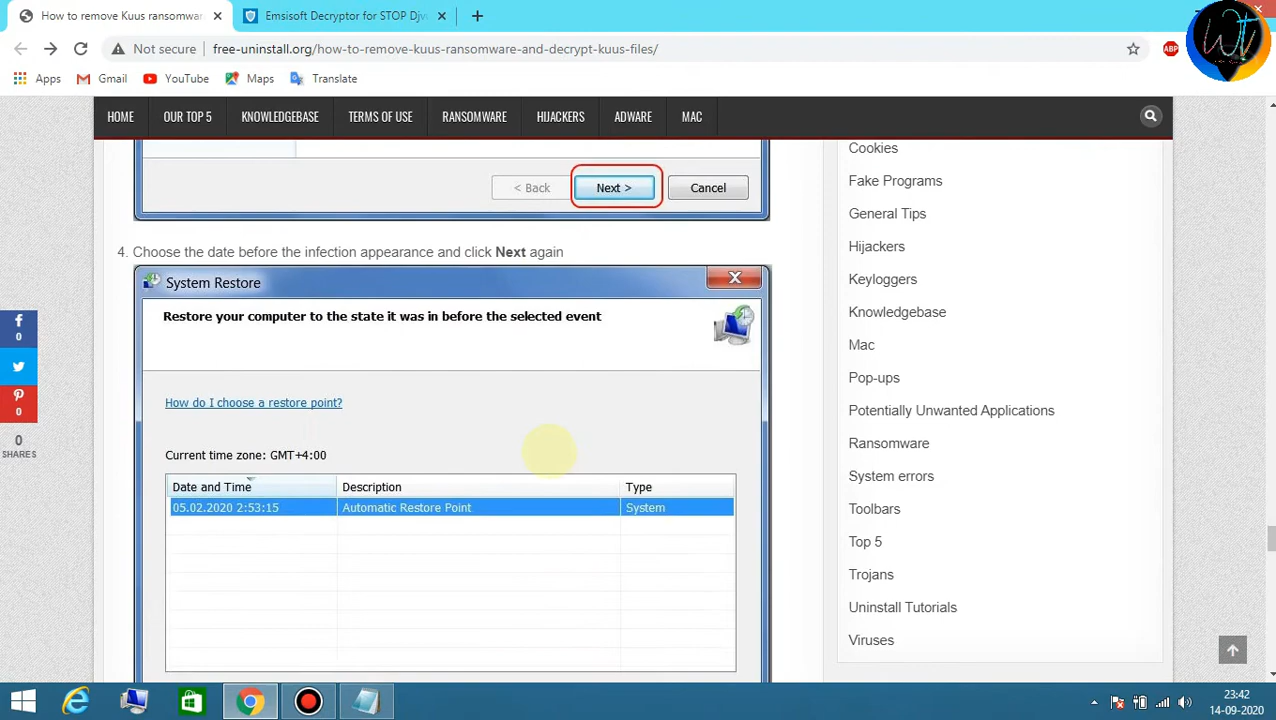 How to remove Kuus ransomwar
Emsisoft Decryptor for STOP Djv
Not secure
free-uninstall.org/how-to-remove-kuus-ransomware-and-decrypt-kuus-files/
ABP
Apps
Gmail
YouTube
Maps
Translate
HOME
OUR TOP 5
KNOWLEDGEBASE
TERMS OF USE
RANSOMWARE
HIJACKERS
ADWARE
MAC
< Back
Next >
Cancel
4. Choose the date before the infection appearance and click Next again
System Restore
Restore your computer to the state it was in before the selected event
How do I choose a restore point?
Current time zone: GMT+4:00
Date and Time
Description
Type
05.02.2020 2:53:15
Automatic Restore Point
System
0
0
0
SHARES
Cookies
Fake Programs
General Tips
Hijackers
Keyloggers
Knowledgebase
Mac
Pop-ups
Potentially Unwanted Applications
Ransomware
System errors
Toolbars
Top 5
Trojans
Uninstall Tutorials
Viruses
23:42
14-09-2020